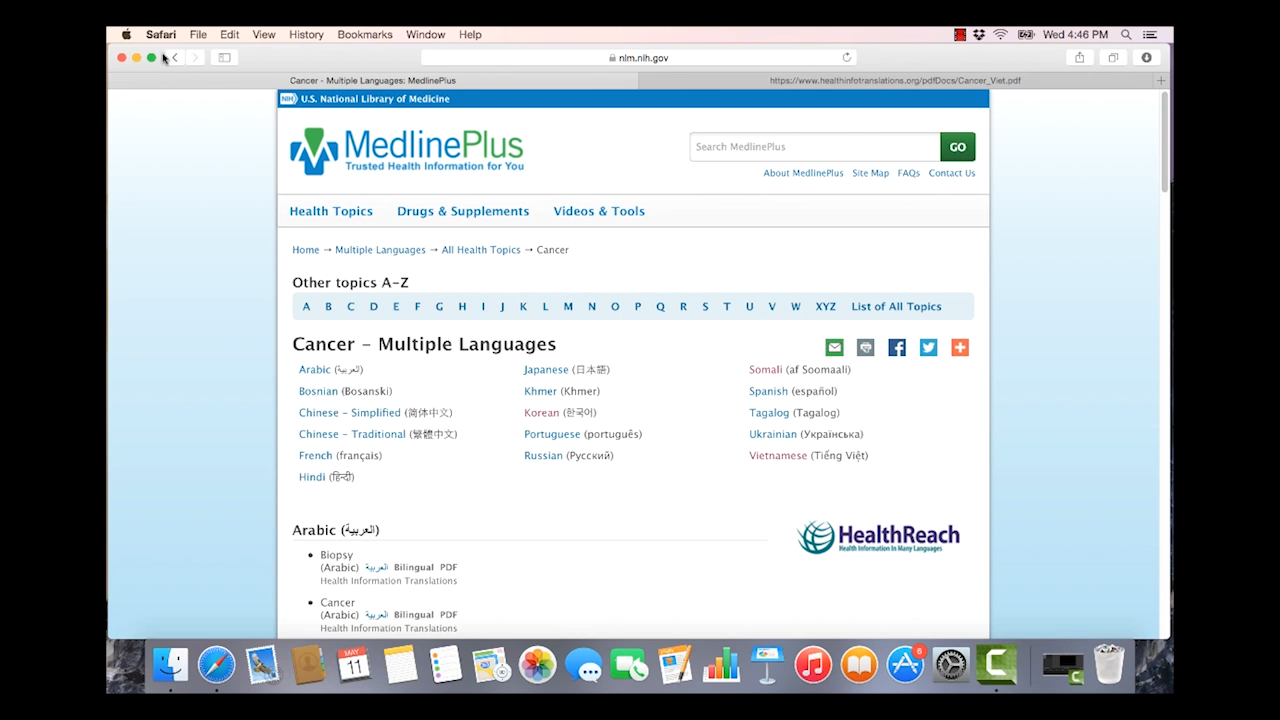 Safari File Edit View History Bookmarks Window Help Wed 4:46 PM
nlm.nih.gov
Cancer - Multiple Languages: MedlinePlus
https://www.healthinfotranslations.org/pdfDocs/Cancer_Viet.pdf
NIH U.S. National Library of Medicine
MedlinePlus
Trusted Health Information for You
Search MedlinePlus
GO
About MedlinePlus Site Map FAQs Contact Us
Health Topics Drugs & Supplements Videos & Tools
Home → Multiple Languages → All Health Topics → Cancer
Other topics A-Z
A B C D E F G H I J K L M N O P Q R S T U V W XYZ List of All Topics
Cancer - Multiple Languages
Arabic (العربية)
Bosnian (Bosanski)
Chinese - Simplified (简体中文)
Chinese - Traditional (繁體中文)
French (français)
Hindi (हिन्दी)
Japanese (日本語)
Khmer (Khmer)
Korean (한국어)
Portuguese (português)
Russian (Русский)
Somali (af Soomaali)
Spanish (español)
Tagalog (Tagalog)
Ukrainian (Українська)
Vietnamese (Tiếng Việt)
Arabic (العربية)
HealthReach
Health Information In Many Languages
• Biopsy
(Arabic) العربية Bilingual PDF
Health Information Translations
• Cancer
(Arabic) العربية Bilingual PDF
Health Information Translations
MAY
11
6